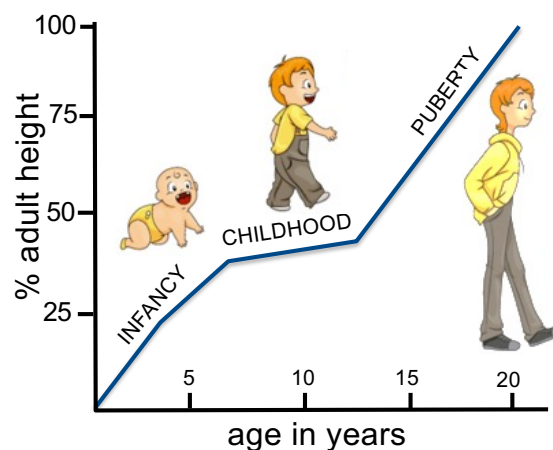 100
75
50
25
% adult height
INFANCY
CHILDHOOD
PUBERTY
5 10 15 20
age in years